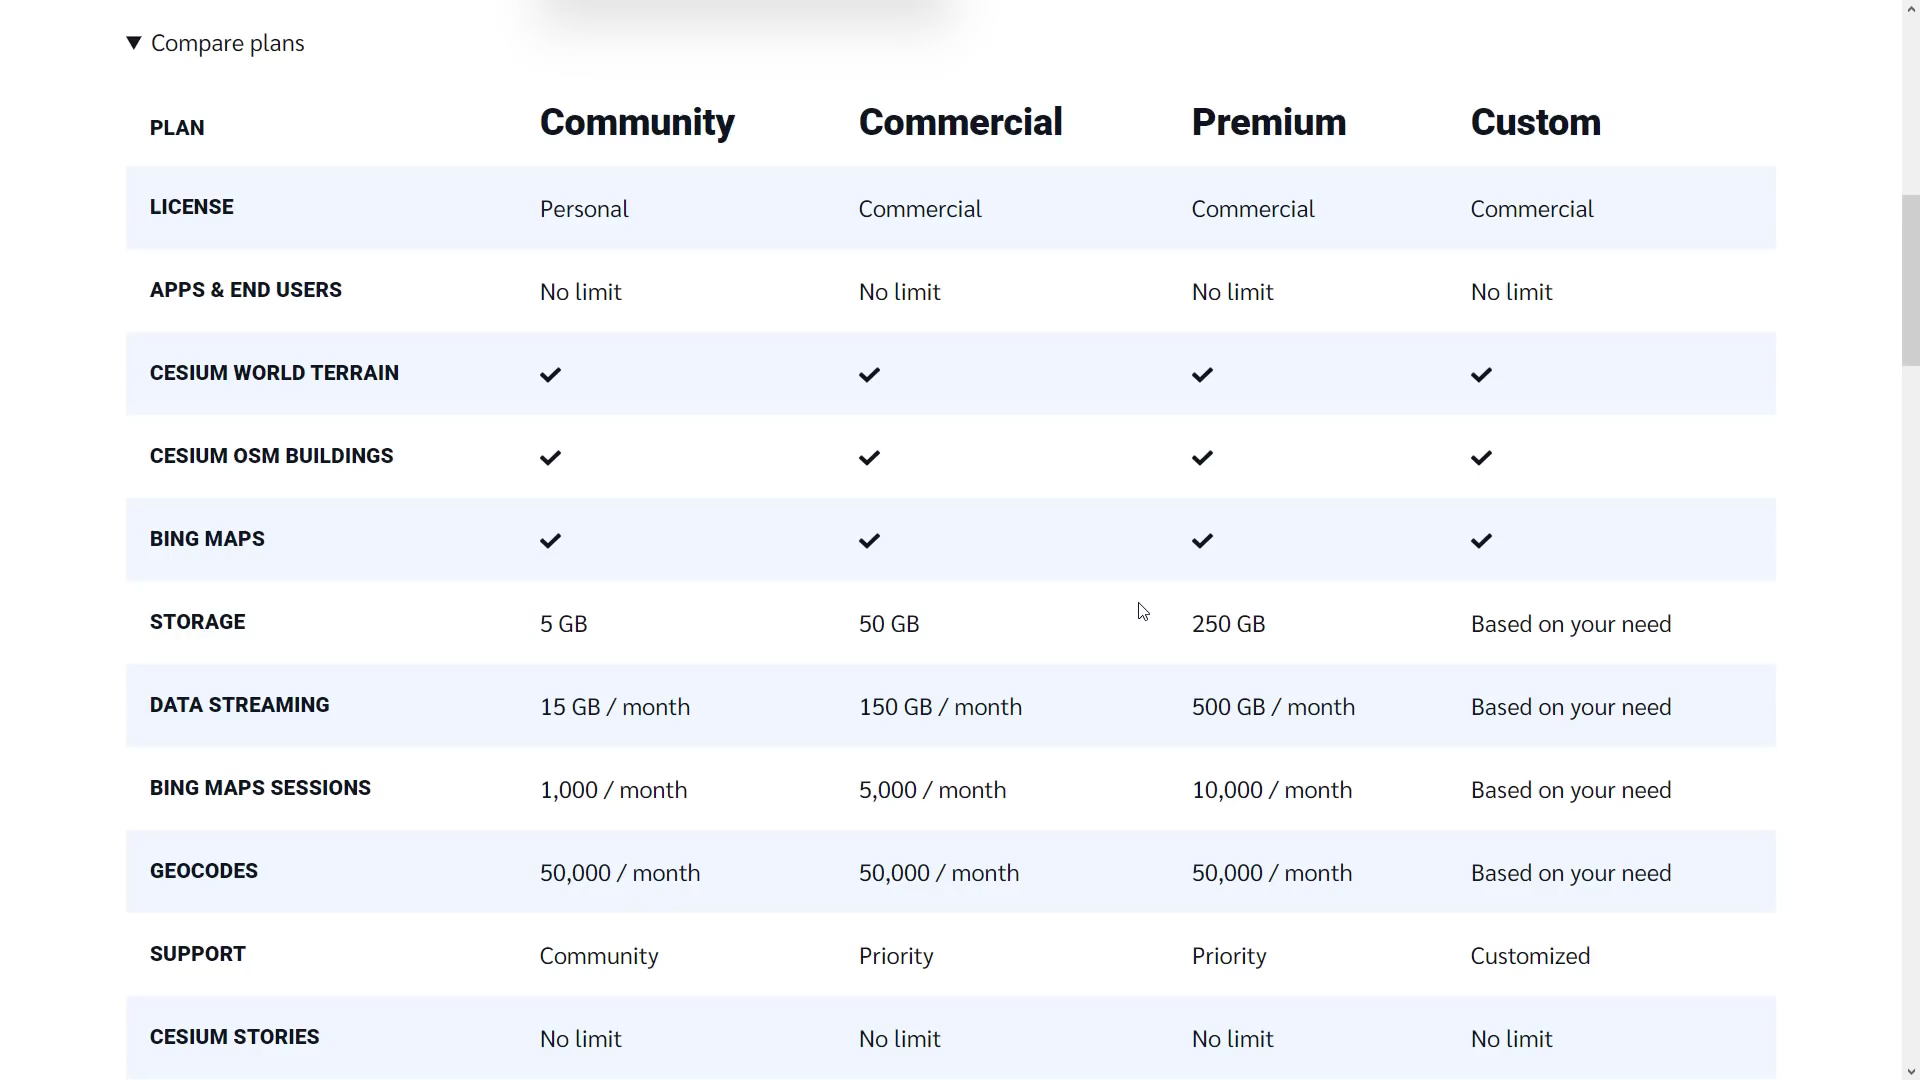 ▼ Compare plans
PLAN Community Commercial Premium Custom
LICENSE Personal Commercial Commercial Commercial
APPS & END USERS No limit No limit No limit No limit
CESIUM WORLD TERRAIN ✔ ✔ ✔ ✔
CESIUM OSM BUILDINGS ✔ ✔ ✔ ✔
BING MAPS ✔ ✔ ✔ ✔
STORAGE 5 GB 50 GB 250 GB Based on your need
DATA STREAMING 15 GB / month 150 GB / month 500 GB / month Based on your need
BING MAPS SESSIONS 1,000 / month 5,000 / month 10,000 / month Based on your need
GEOCODES 50,000 / month 50,000 / month 50,000 / month Based on your need
SUPPORT Community Priority Priority Customized
CESIUM STORIES No limit No limit No limit No limit